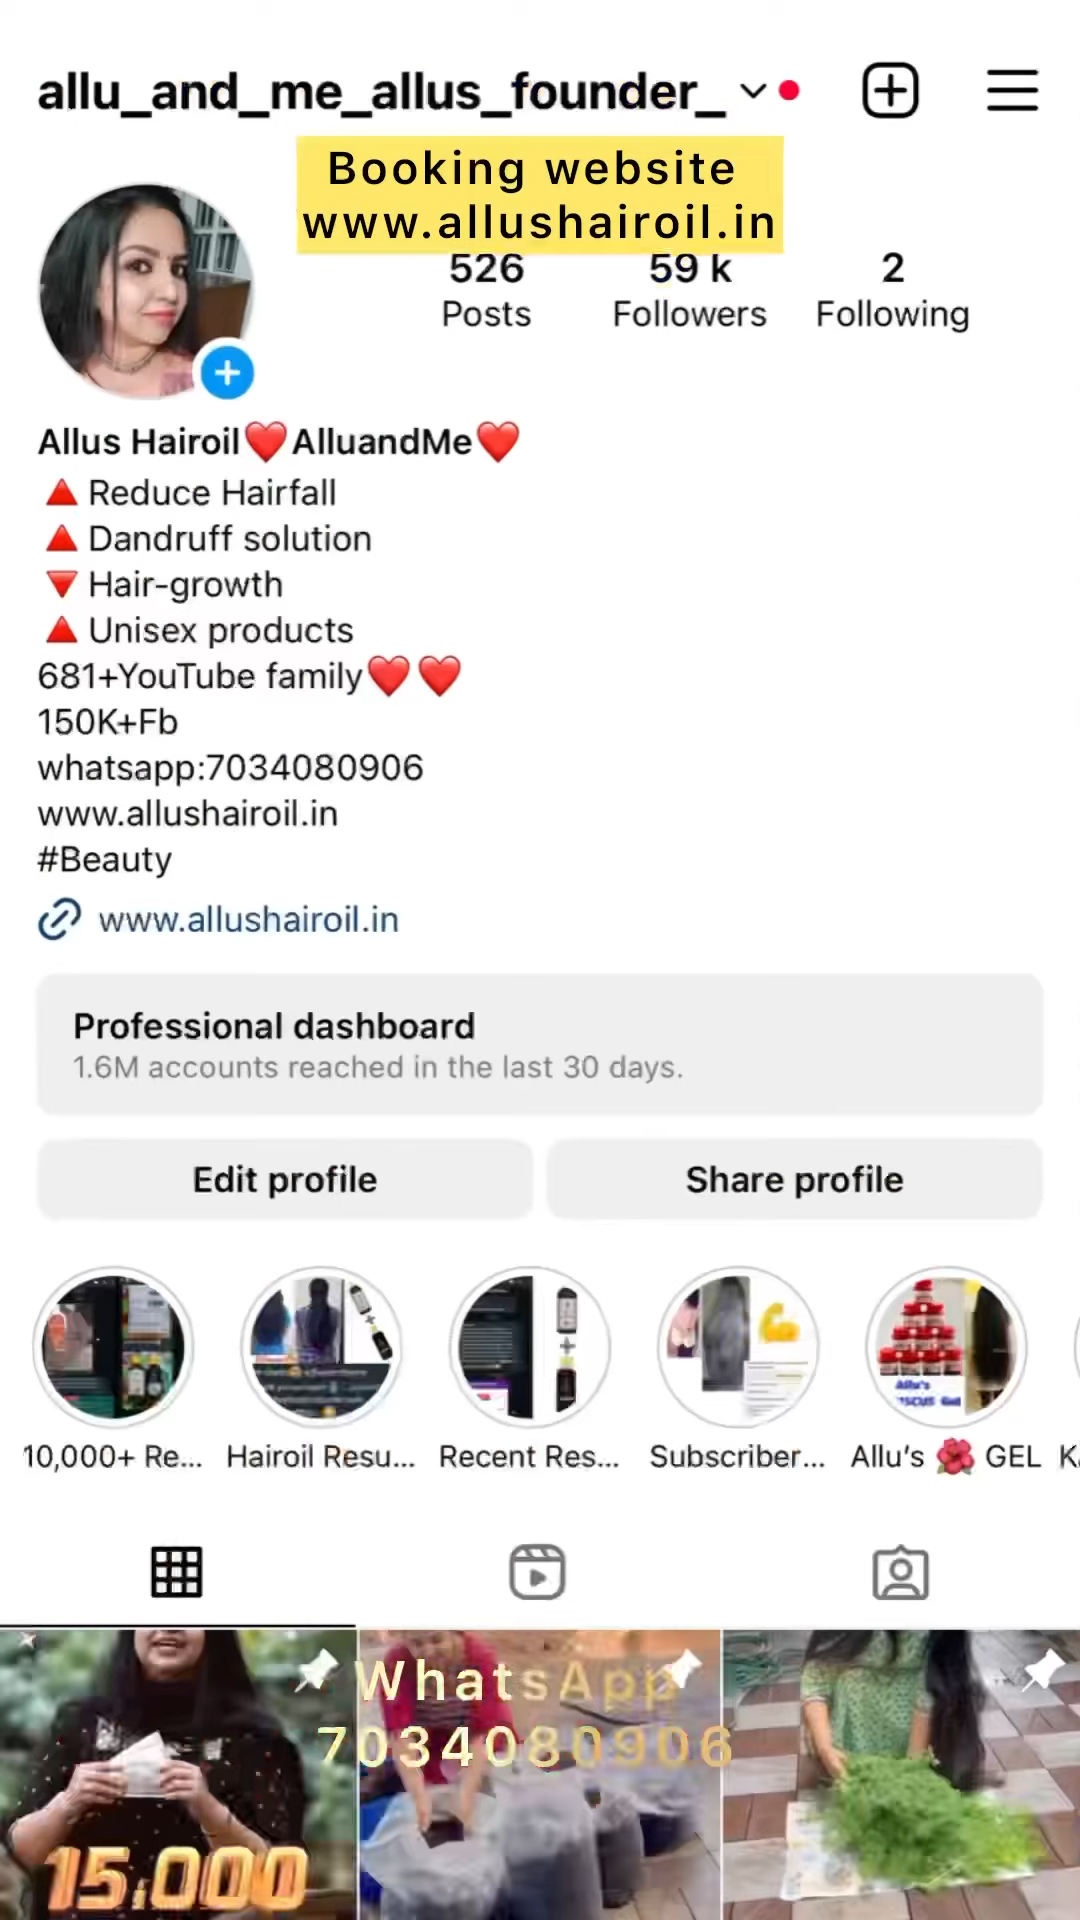 allu_and_me_allus_founder_
Booking website
www.allushairoil.in
526
Posts
59 k
Followers
2
Following
Allus Hairoil❤️AlluandMe❤️
🔺Reduce Hairfall
🔺Dandruff solution
🔻Hair-growth
🔺Unisex products
681+YouTube family❤️❤️
150K+Fb
whatsapp:7034080906
www.allushairoil.in
#Beauty
www.allushairoil.in
Professional dashboard
1.6M accounts reached in the last 30 days.
Edit profile
Share profile
Allu's
10,000+ Re...
Hairoil Resu...
Recent Res...
Subscriber...
Allu's 🌺 GEL
WhatsApp
7034080906
15.000